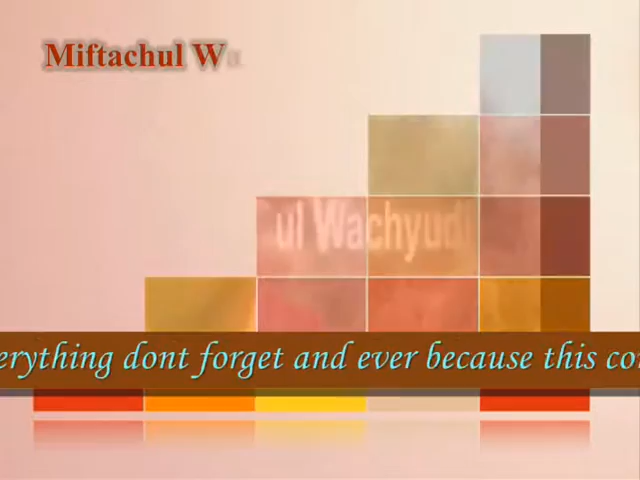 Miftachul W
ul Wachyudi
erything dont forget and ever because this co